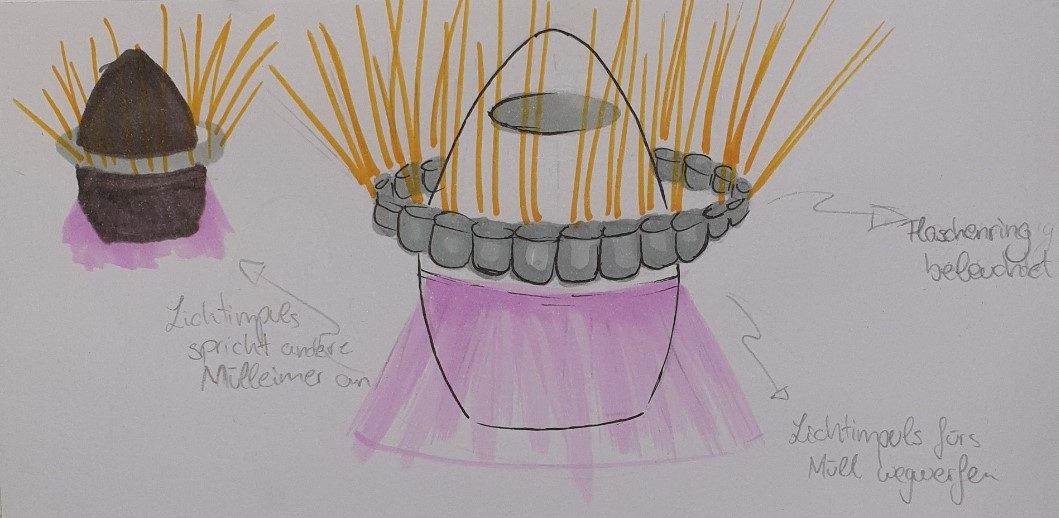 Flaschenring
beleuchtet
Lichtimpuls
spricht andere
Mülleimer an
Lichtimpuls fürs
Müll wegwerfen